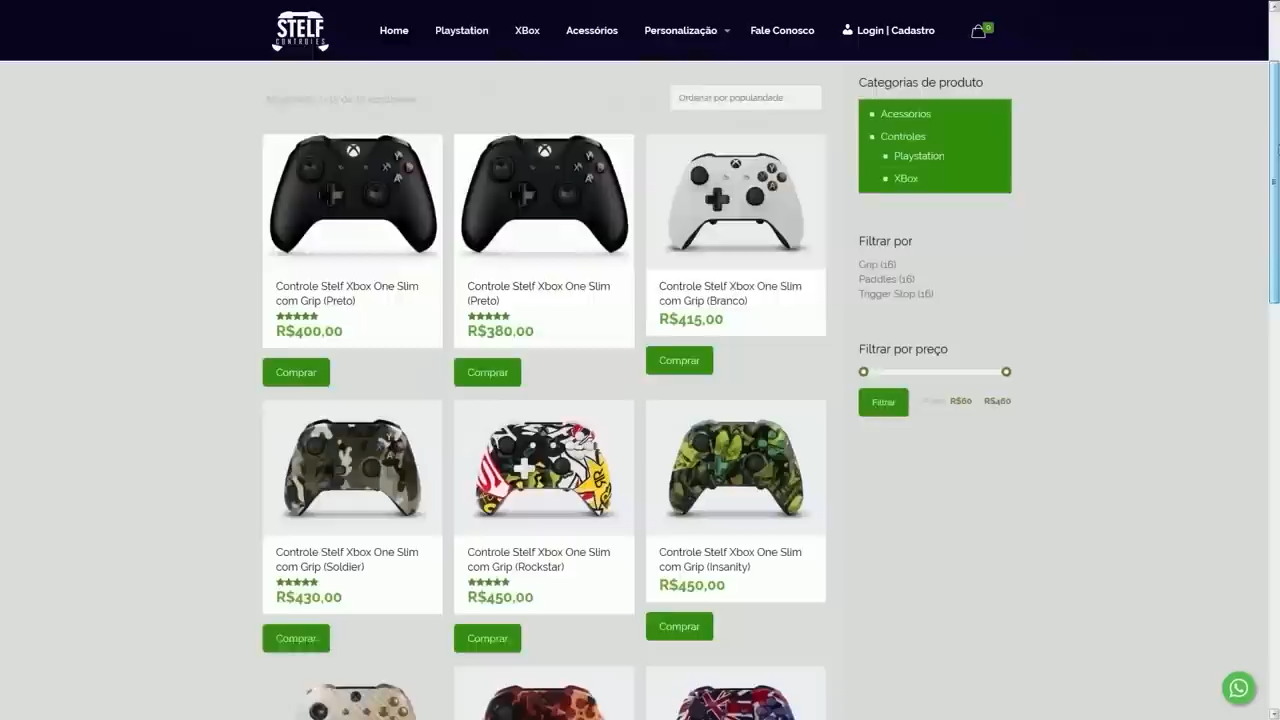 STELF
CONTROLES
Home
Playstation
XBox
Acessórios
Personalização
Fale Conosco
Login | Cadastro
0
Ordenar por popularidade
Categorias de produto
Acessórios
Controles
Playstation
XBox
Controle Stelf Xbox One Slim
com Grip (Preto)
R$400,00
Comprar
Controle Stelf Xbox One Slim
(Preto)
R$380,00
Comprar
Controle Stelf Xbox One Slim
com Grip (Branco)
R$415,00
Comprar
Filtrar por
Grip (16)
Paddles (16)
Trigger Stop (16)
Filtrar por preço
Filtrar
R$60
R$460
Controle Stelf Xbox One Slim
com Grip (Soldier)
R$430,00
Comprar
Controle Stelf Xbox One Slim
com Grip (Rockstar)
R$450,00
Comprar
Controle Stelf Xbox One Slim
com Grip (Insanity)
R$450,00
Comprar